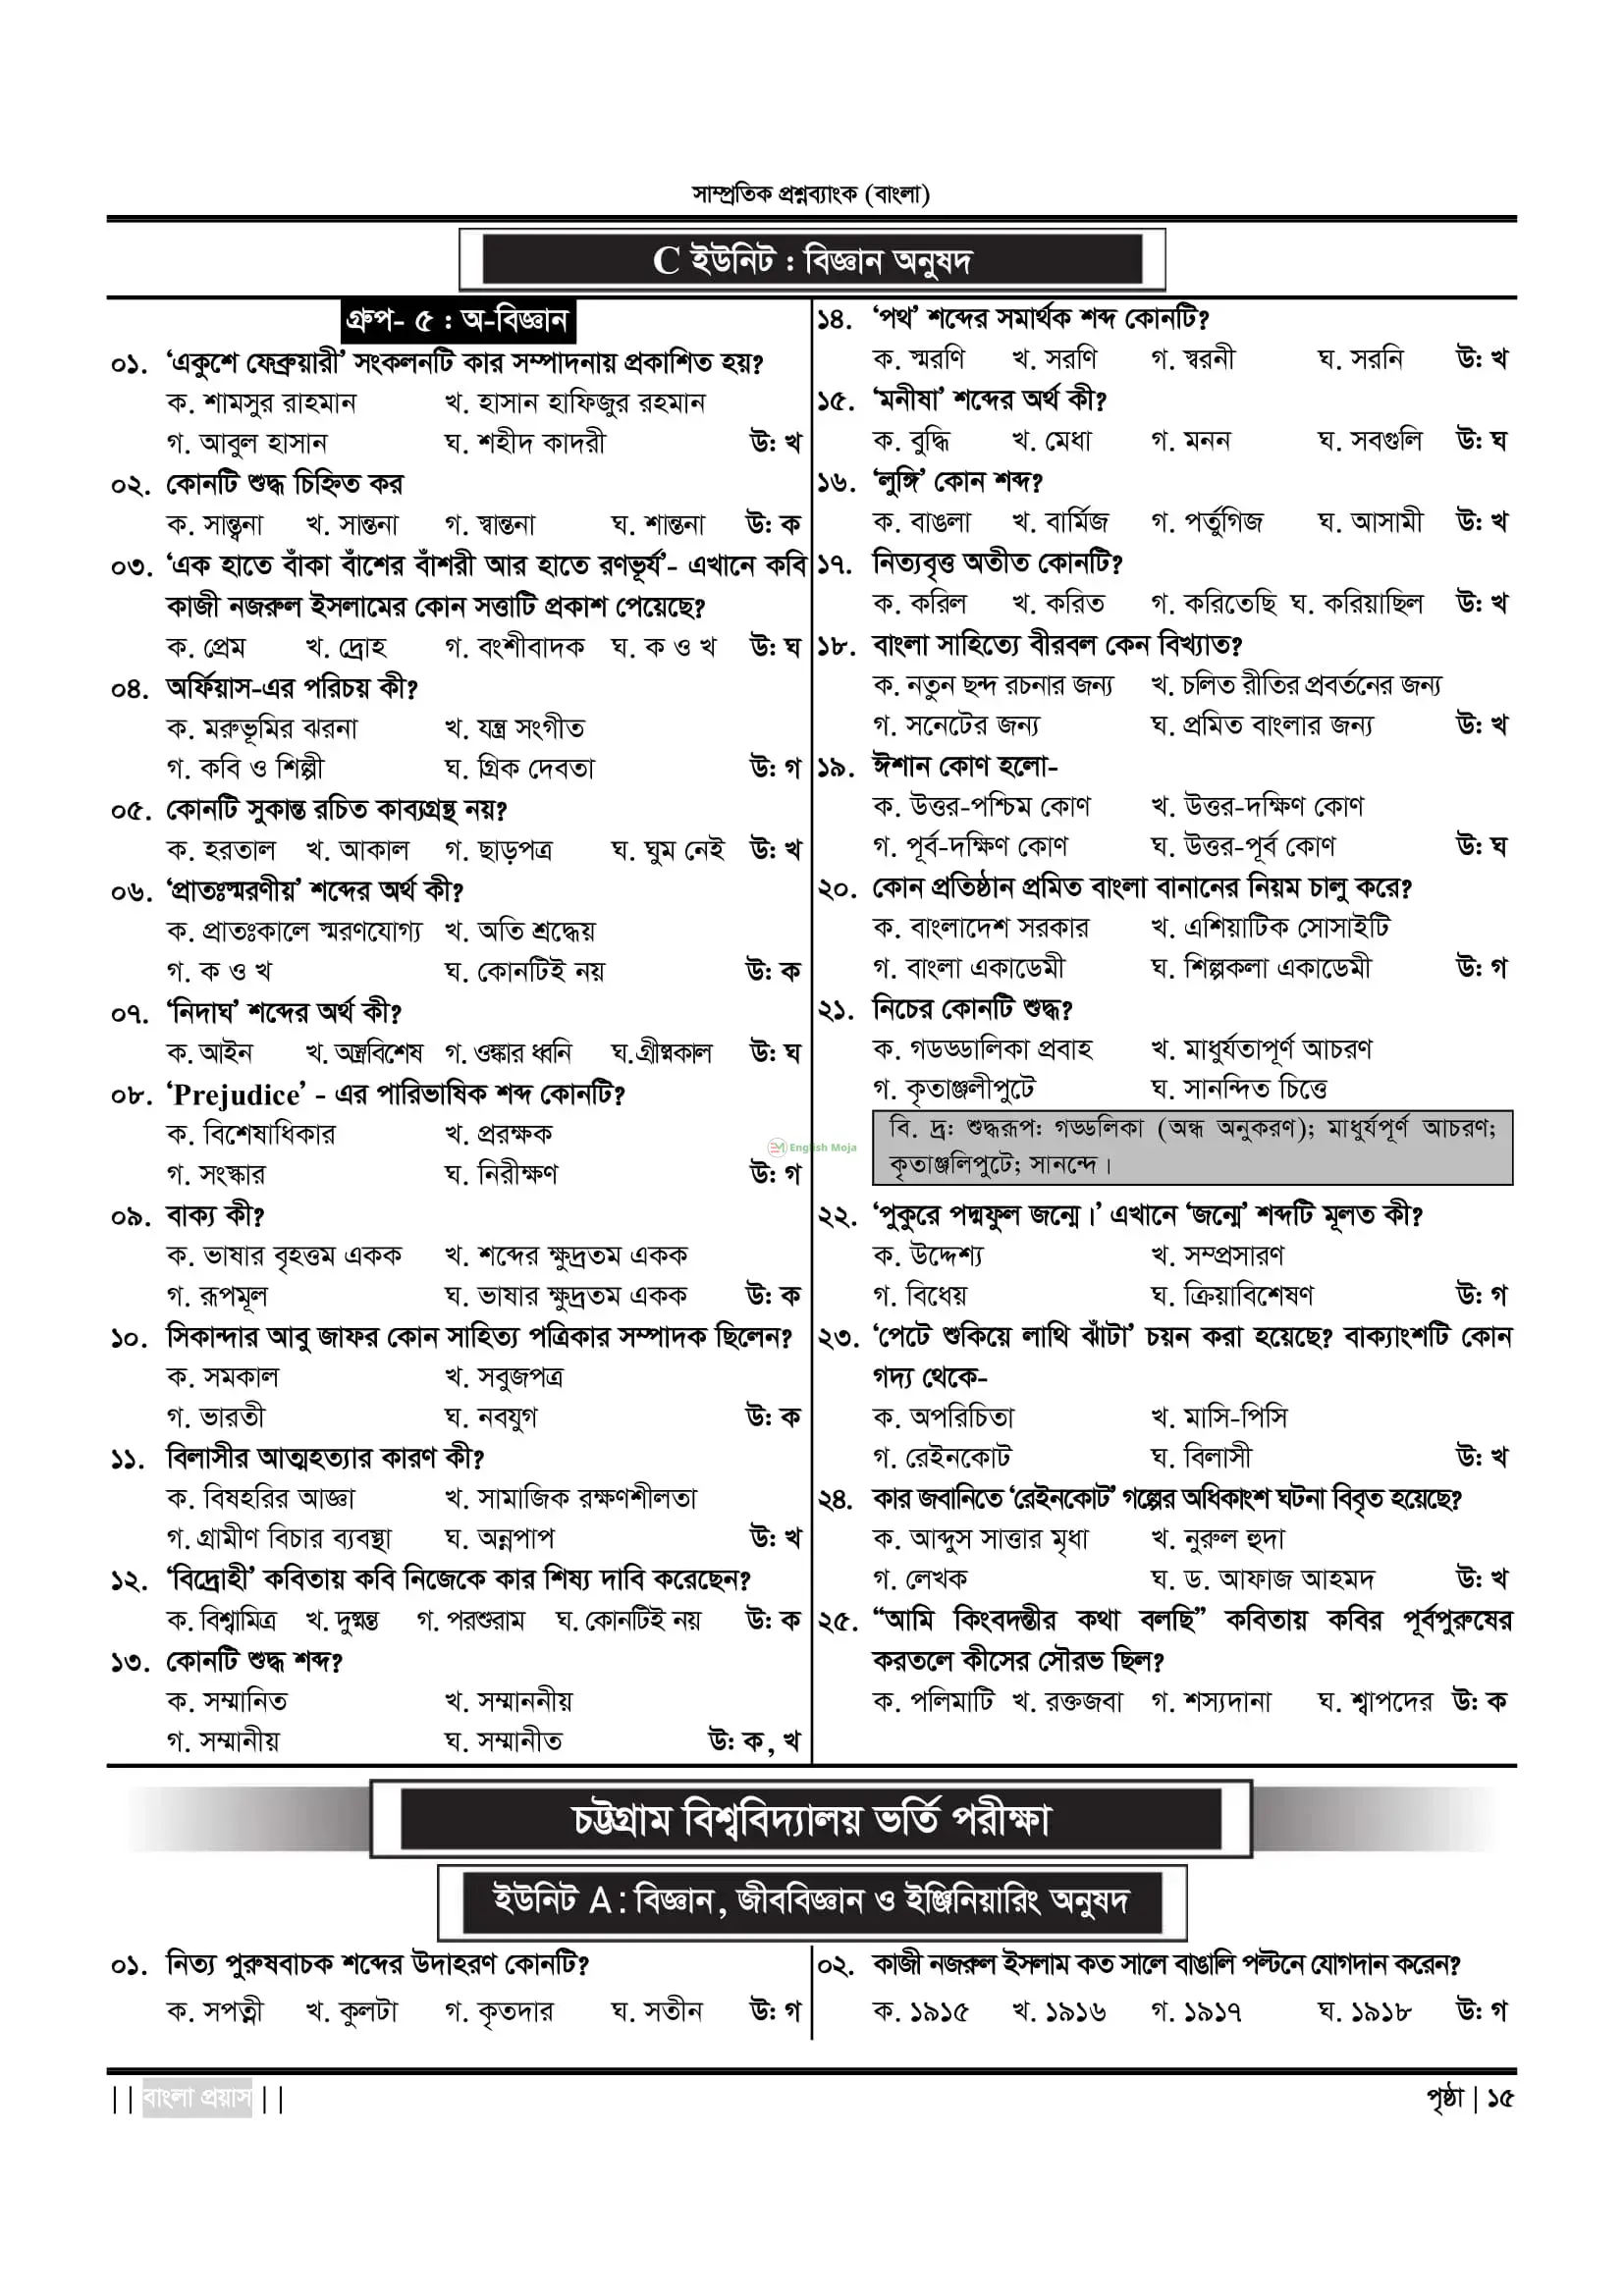 সাম্প্রতিক প্রশ্নব্যাংক (বাংলা)
C ইউনিট : বিজ্ঞান অনুষদ
গ্রুপ- ৫ : অ-বিজ্ঞান
০১. ‘একুশে ফেব্রুয়ারী’ সংকলনটি কার সম্পাদনায় প্রকাশিত হয়?
ক. শামসুর রাহমান খ. হাসান হাফিজুর রহমান
গ. আবুল হাসান ঘ. শহীদ কাদরী উ: খ
০২. কোনটি শুদ্ধ চিহ্নিত কর
ক. সান্ত্বনা খ. সান্তনা গ. স্বান্তনা ঘ. শান্তনা উ: ক
০৩. ‘এক হাতে বাঁকা বাঁশের বাঁশরী আর হাতে রণভূর্য’- এখানে কবি
কাজী নজরুল ইসলামের কোন সত্তাটি প্রকাশ পেয়েছে?
ক. প্রেম খ. দ্রোহ গ. বংশীবাদক ঘ. ক ও খ উ: ঘ
০৪. অর্ফিয়াস-এর পরিচয় কী?
ক. মরুভূমির ঝরনা খ. যন্ত্র সংগীত
গ. কবি ও শিল্পী ঘ. গ্রিক দেবতা উ: গ
০৫. কোনটি সুকান্ত রচিত কাব্যগ্রন্থ নয়?
ক. হরতাল খ. আকাল গ. ছাড়পত্র ঘ. ঘুম নেই উ: খ
০৬. ‘প্রাতঃস্মরণীয়’ শব্দের অর্থ কী?
ক. প্রাতঃকালে স্মরণযোগ্য খ. অতি শ্রদ্ধেয়
গ. ক ও খ ঘ. কোনটিই নয় উ: ক
০৭. ‘নিদাঘ’ শব্দের অর্থ কী?
ক. আইন খ. অস্ত্রবিশেষ গ. ওঙ্কার ধ্বনি ঘ. গ্রীষ্মকাল উ: ঘ
০৮. ‘Prejudice’ - এর পারিভাষিক শব্দ কোনটি?
ক. বিশেষাধিকার খ. প্ররক্ষক
গ. সংস্কার ঘ. নিরীক্ষণ উ: গ
০৯. বাক্য কী?
ক. ভাষার বৃহত্তম একক খ. শব্দের ক্ষুদ্রতম একক
গ. রূপমূল ঘ. ভাষার ক্ষুদ্রতম একক উ: ক
১০. সিকান্দার আবু জাফর কোন সাহিত্য পত্রিকার সম্পাদক ছিলেন?
ক. সমকাল খ. সবুজপত্র
গ. ভারতী ঘ. নবযুগ উ: ক
১১. বিলাসীর আত্মহত্যার কারণ কী?
ক. বিষহরির আজ্ঞা খ. সামাজিক রক্ষণশীলতা
গ. গ্রামীণ বিচার ব্যবস্থা ঘ. অন্নপাপ উ: খ
১২. ‘বিদ্রোহী’ কবিতায় কবি নিজেকে কার শিষ্য দাবি করেছেন?
ক. বিশ্বামিত্র খ. দুষ্মন্ত গ. পরশুরাম ঘ. কোনটিই নয় উ: ক
১৩. কোনটি শুদ্ধ শব্দ?
ক. সম্মানিত খ. সম্মাননীয়
গ. সম্মানীয় ঘ. সম্মানীত উ: ক, খ
১৪. ‘পথ’ শব্দের সমার্থক শব্দ কোনটি?
ক. স্মরণি খ. সরণি গ. স্বরনী ঘ. সরনি উ: খ
১৫. ‘মনীষা’ শব্দের অর্থ কী?
ক. বুদ্ধি খ. মেধা গ. মনন ঘ. সবগুলি উ: ঘ
১৬. ‘লুঙ্গি’ কোন শব্দ?
ক. বাঙলা খ. বার্মিজ গ. পর্তুগিজ ঘ. আসামী উ: খ
১৭. নিত্যবৃত্ত অতীত কোনটি?
ক. করিল খ. করিত গ. করিতেছি ঘ. করিয়াছিল উ: খ
১৮. বাংলা সাহিত্যে বীরবল কেন বিখ্যাত?
ক. নতুন ছন্দ রচনার জন্য খ. চলিত রীতির প্রবর্তনের জন্য
গ. সনেটের জন্য ঘ. প্রমিত বাংলার জন্য উ: খ
১৯. ঈশান কোণ হলো-
ক. উত্তর-পশ্চিম কোণ খ. উত্তর-দক্ষিণ কোণ
গ. পূর্ব-দক্ষিণ কোণ ঘ. উত্তর-পূর্ব কোণ উ: ঘ
২০. কোন প্রতিষ্ঠান প্রমিত বাংলা বানানের নিয়ম চালু করে?
ক. বাংলাদেশ সরকার খ. এশিয়াটিক সোসাইটি
গ. বাংলা একাডেমী ঘ. শিল্পকলা একাডেমী উ: গ
২১. নিচের কোনটি শুদ্ধ?
ক. গডডালিকা প্রবাহ খ. মাধুর্যতাপূর্ণ আচরণ
গ. কৃতাঞ্জলীপুটে ঘ. সানন্দিত চিত্তে
বি. দ্র: শুদ্ধরূপ: গড্ডলিকা (অন্ধ অনুকরণ); মাধুর্যপূর্ণ আচরণ;
কৃতাঞ্জলিপুটে; সানন্দে।
২২. ‘পুকুরে পদ্মফুল জন্মে।’ এখানে ‘জন্মে’ শব্দটি মূলত কী?
ক. উদ্দেশ্য খ. সম্প্রসারণ
গ. বিধেয় ঘ. ক্রিয়াবিশেষণ উ: গ
২৩. ‘পেটে শুকিয়ে লাথি ঝাঁটা’ চয়ন করা হয়েছে? বাক্যাংশটি কোন
গদ্য থেকে-
ক. অপরিচিতা খ. মাসি-পিসি
গ. রেইনকোট ঘ. বিলাসী উ: খ
২৪. কার জবানিতে ‘রেইনকোট’ গল্পের অধিকাংশ ঘটনা বিবৃত হয়েছে?
ক. আব্দুস সাত্তার মৃধা খ. নুরুল হুদা
গ. লেখক ঘ. ড. আফাজ আহমদ উ: খ
২৫. “আমি কিংবদন্তীর কথা বলছি” কবিতায় কবির পূর্বপুরুষের
করতলে কীসের সৌরভ ছিল?
ক. পলিমাটি খ. রক্তজবা গ. শস্যদানা ঘ. শ্বাপদের উ: ক
English Moja
চট্টগ্রাম বিশ্ববিদ্যালয় ভর্তি পরীক্ষা
ইউনিট A : বিজ্ঞান, জীববিজ্ঞান ও ইঞ্জিনিয়ারিং অনুষদ
০১. নিত্য পুরুষবাচক শব্দের উদাহরণ কোনটি?
ক. সপত্নী খ. কুলটা গ. কৃতদার ঘ. সতীন উ: গ
০২. কাজী নজরুল ইসলাম কত সালে বাঙালি পল্টনে যোগদান করেন?
ক. ১৯১৫ খ. ১৯১৬ গ. ১৯১৭ ঘ. ১৯১৮ উ: গ
|| বাংলা প্রয়াস ||
পৃষ্ঠা | ১৫